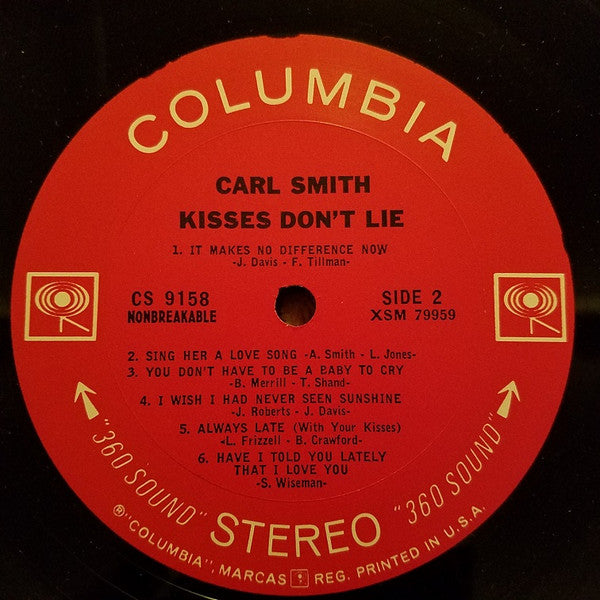 COLUMBIA
CARL SMITH
KISSES DON'T LIE
1. IT MAKES NO DIFFERENCE NOW
-J. Davis - F. Tillman-
CS 9158
NONBREAKABLE
SIDE 2
XSM 79959
2. SING HER A LOVE SONG -A. Smith - L. Jones-
3. YOU DON'T HAVE TO BE A BABY TO CRY
-B. Merrill - T. Shand-
4. I WISH I HAD NEVER SEEN SUNSHINE
-J. Roberts - J. Davis-
5. ALWAYS LATE (With Your Kisses)
-L. Frizzell - B. Crawford-
6. HAVE I TOLD YOU LATELY
THAT I LOVE YOU
-S. Wiseman-
"360 SOUND" STEREO "360 SOUND"
® "COLUMBIA", MARCAS REG. PRINTED IN U.S.A.